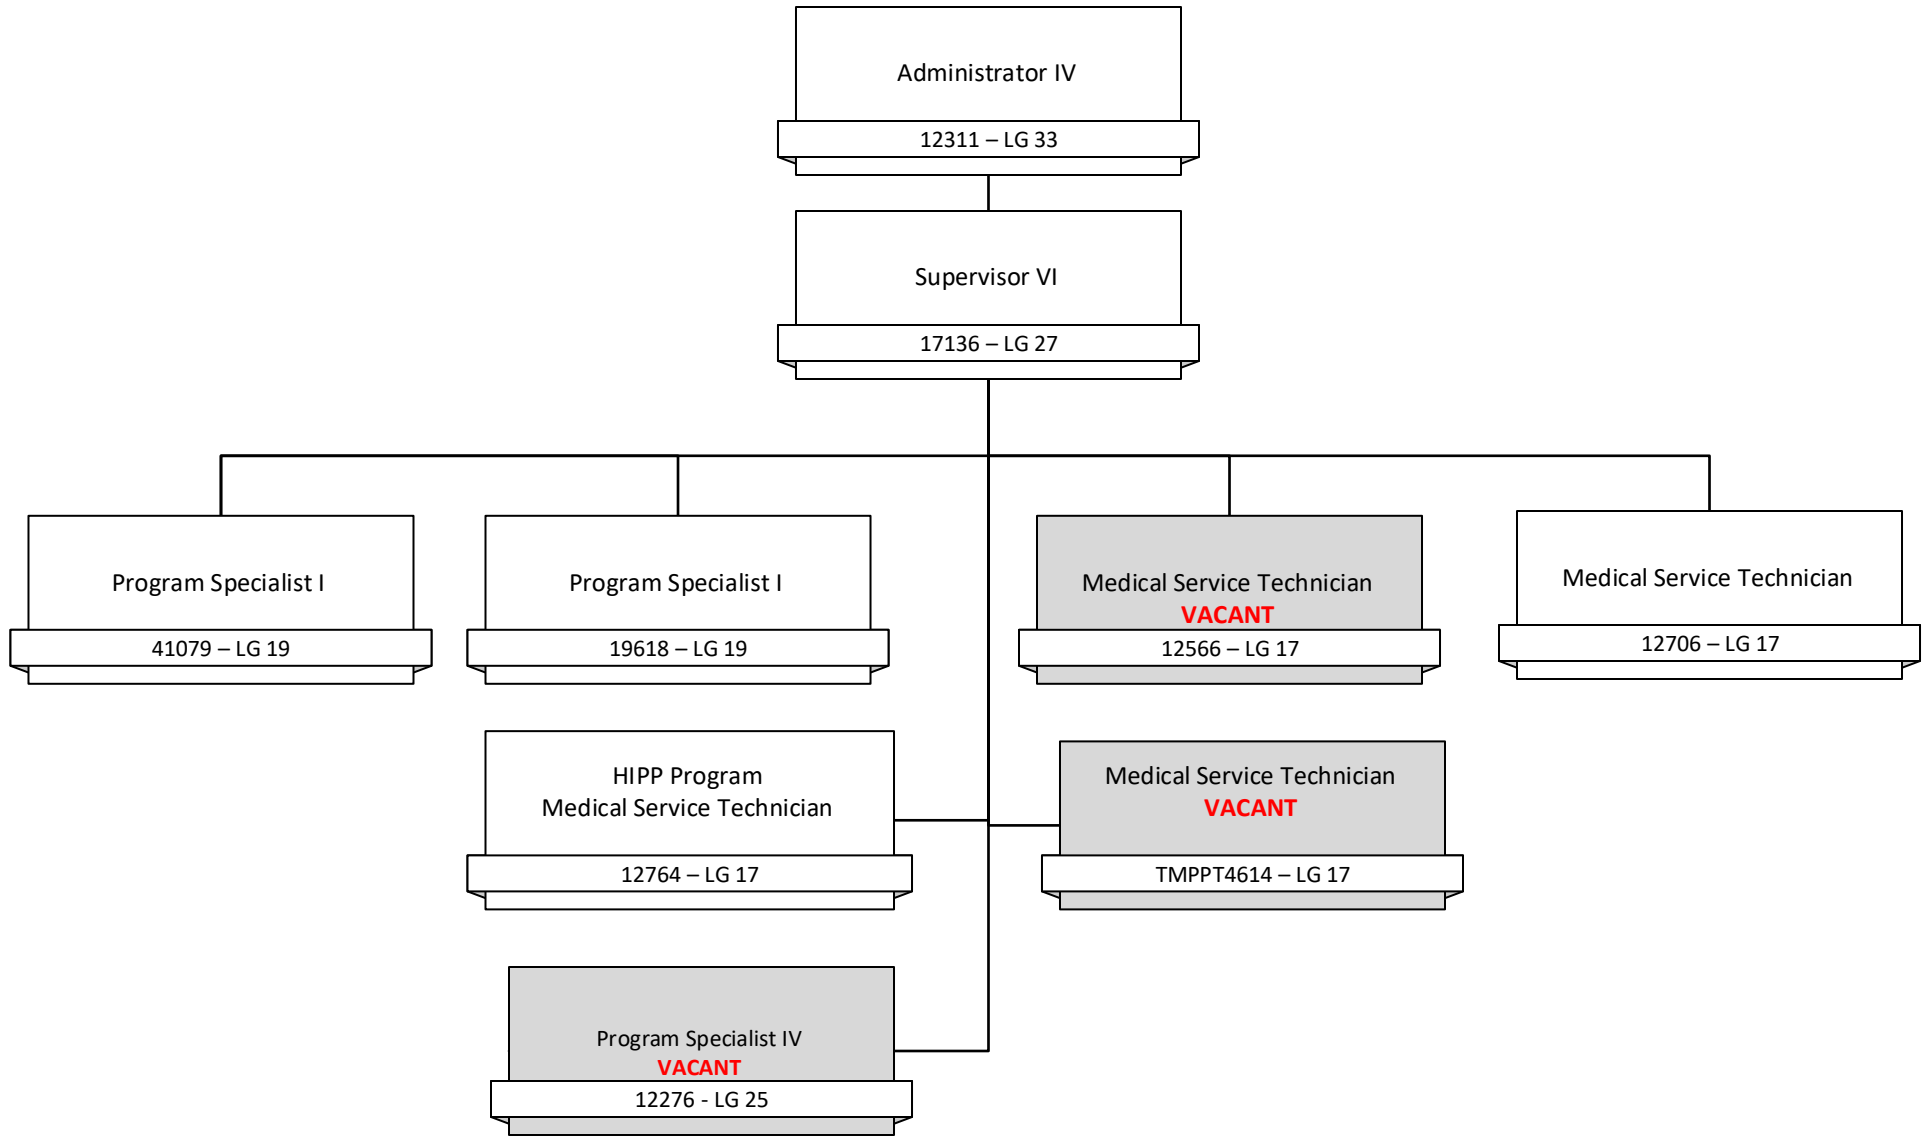 Administrator IV
12311 – LG 33
Supervisor VI
17136 – LG 27
Program Specialist I
41079 – LG 19
Program Specialist I
19618 – LG 19
Medical Service Technician
VACANT
12566 – LG 17
Medical Service Technician
12706 – LG 17
HIPP Program
Medical Service Technician
12764 – LG 17
Medical Service Technician
VACANT
TMPPT4614 – LG 17
Program Specialist IV
VACANT
12276 - LG 25